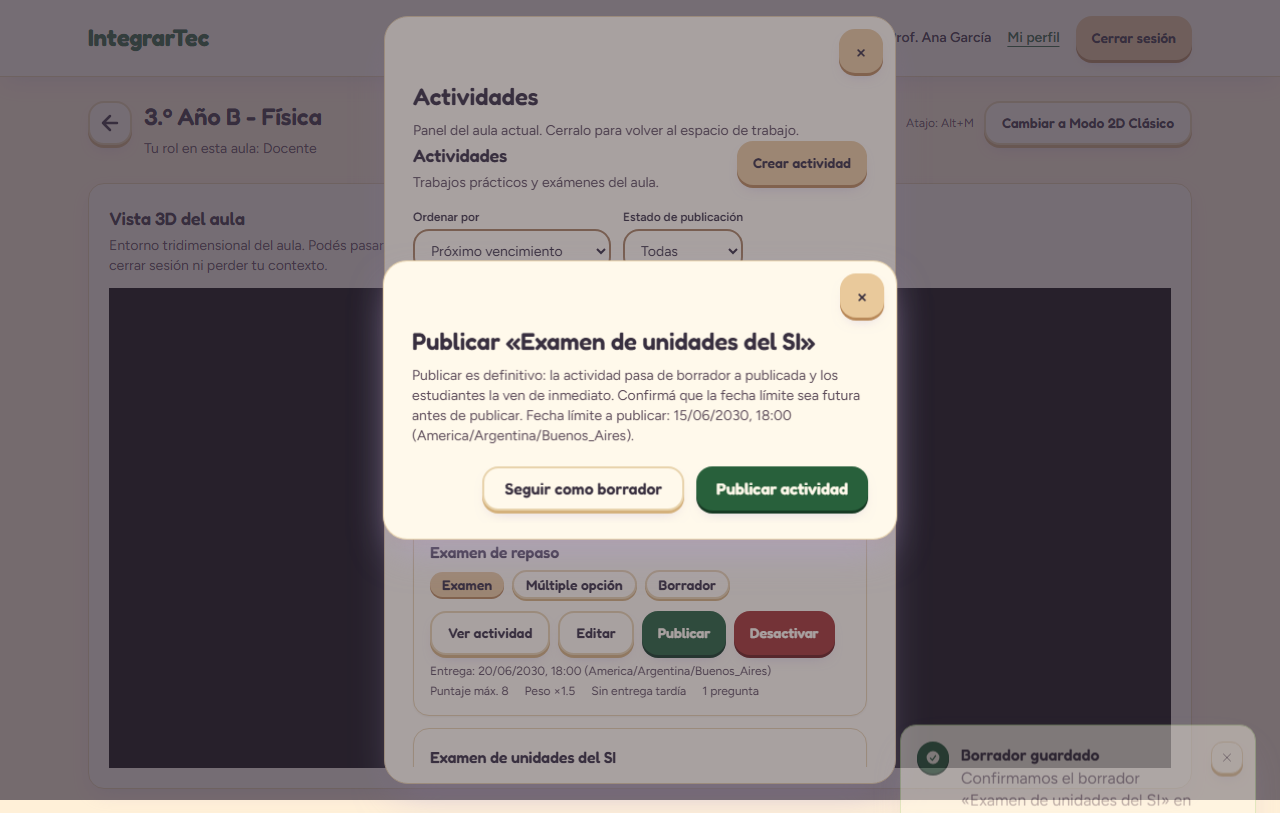 IntegrarTec
rof. Ana García
Mi perfil
Cerrar sesión
3.º Año B - Física
Tu rol en esta aula: Docente
Atajo: Alt+M
Cambiar a Modo 2D Clásico
Vista 3D del aula
Entorno tridimensional del aula. Podés pasar
cerrar sesión ni perder tu contexto.
×
Actividades
Panel del aula actual. Cerralo para volver al espacio de trabajo.
Actividades
Trabajos prácticos y exámenes del aula.
Crear actividad
Ordenar por
Estado de publicación
Próximo vencimiento
Todas
×
Publicar «Examen de unidades del SI»
Publicar es definitivo: la actividad pasa de borrador a publicada y los
estudiantes la ven de inmediato. Confirmá que la fecha límite sea futura
antes de publicar. Fecha límite a publicar: 15/06/2030, 18:00
(America/Argentina/Buenos_Aires).
Seguir como borrador
Publicar actividad
Examen de repaso
Examen
Múltiple opción
Borrador
Ver actividad
Editar
Publicar
Desactivar
Entrega: 20/06/2030, 18:00 (America/Argentina/Buenos_Aires)
Puntaje máx. 8 Peso ×1.5 Sin entrega tardía 1 pregunta
Examen de unidades del SI
Borrador guardado
Confirmamos el borrador
«Examen de unidades del SI» en
×